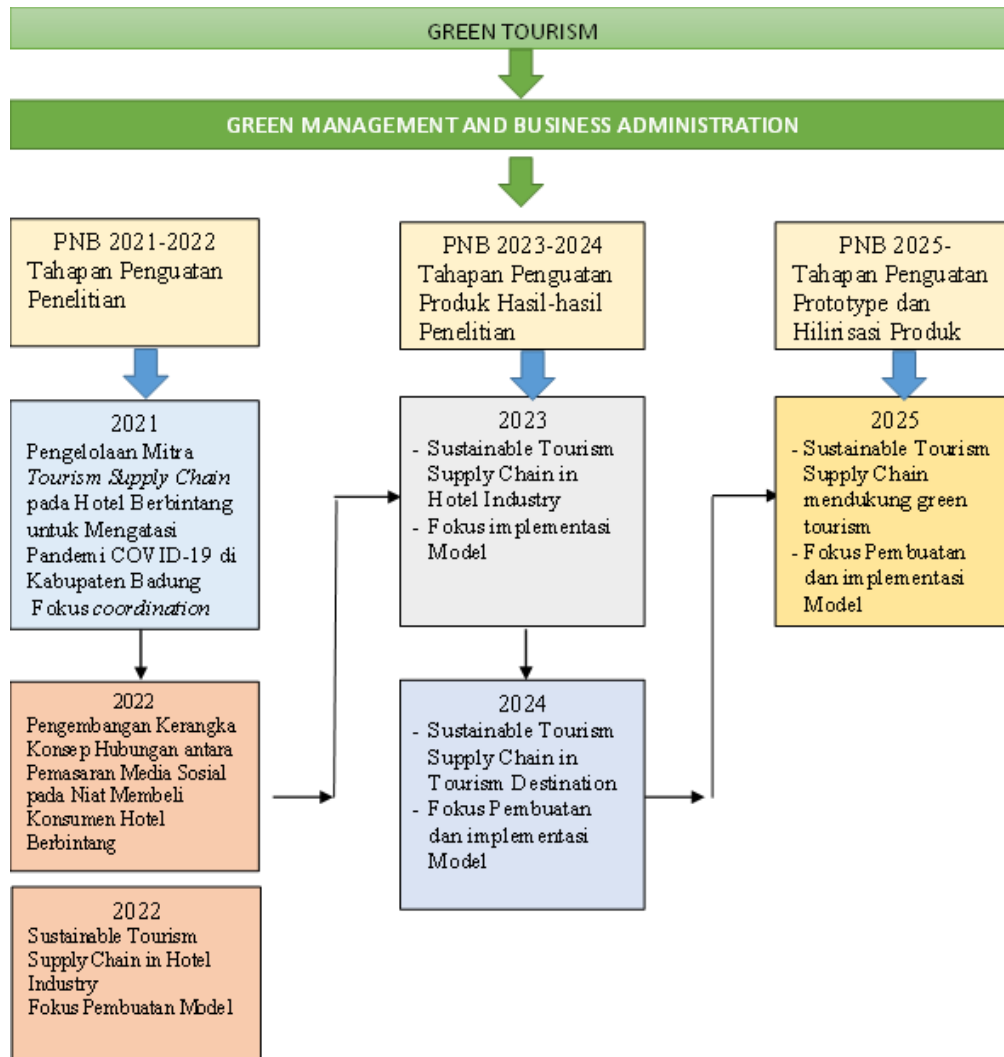 GREEN TOURISM
GREEN MANAGEMENT AND BUSINESS ADMINISTRATION
PNB 2021-2022
Tahapan Penguatan
Penelitian
PNB 2023-2024
Tahapan Penguatan
Produk Hasil-hasil
Penelitian
PNB 2025-
Tahapan Penguatan
Prototype dan
Hilirisasi Produk
2021
Pengelolaan Mitra
Tourism Supply Chain
pada Hotel Berbintang
untuk Mengatasi
Pandemi COVID-19 di
Kabupaten Badung
Fokus coordination
2022
Pengembangan Kerangka
Konsep Hubungan antara
Pemasaran Media Sosial
pada Niat Membeli
Konsumen Hotel
Berbintang
2022
Sustainable Tourism
Supply Chain in Hotel
Industry
Fokus Pembuatan Model
2023
- Sustainable Tourism
Supply Chain in
Hotel Industry
- Fokus implementasi
Model
2024
- Sustainable Tourism
Supply Chain in
Tourism Destination
- Fokus Pembuatan
dan implementasi
Model
2025
- Sustainable Tourism
Supply Chain
mendukung green
tourism
- Fokus Pembuatan
dan implementasi
Model